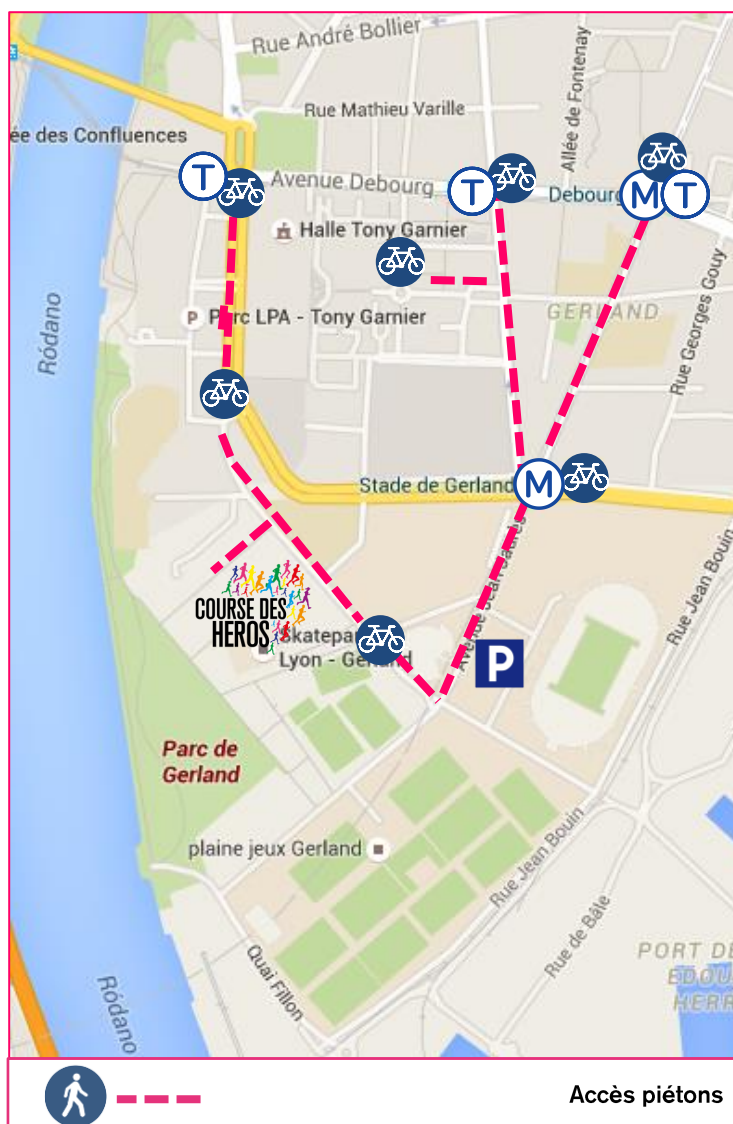 Rue André Bollier
Allée de Fontenay
Rue Mathieu Varille
ée des Confluences
T
Avenue Debourg
T
Debourg
M
T
Halle Tony Garnier
Ródano
P
Parc LPA - Tony Garnier
GERLAND
Rue Georges Gouy
Stade de Gerland
M
Avenue Jean Jaurès
Rue Jean Bouin
COURSE DES
HEROS
Skatepa
Lyon - Gerland
P
Parc de
Gerland
plaine jeux Gerland
Rue Jean Bouin
Rue de Bâle
Quai Fillon
PORT DE
EDOU
HERR
Ródano
Accès piétons